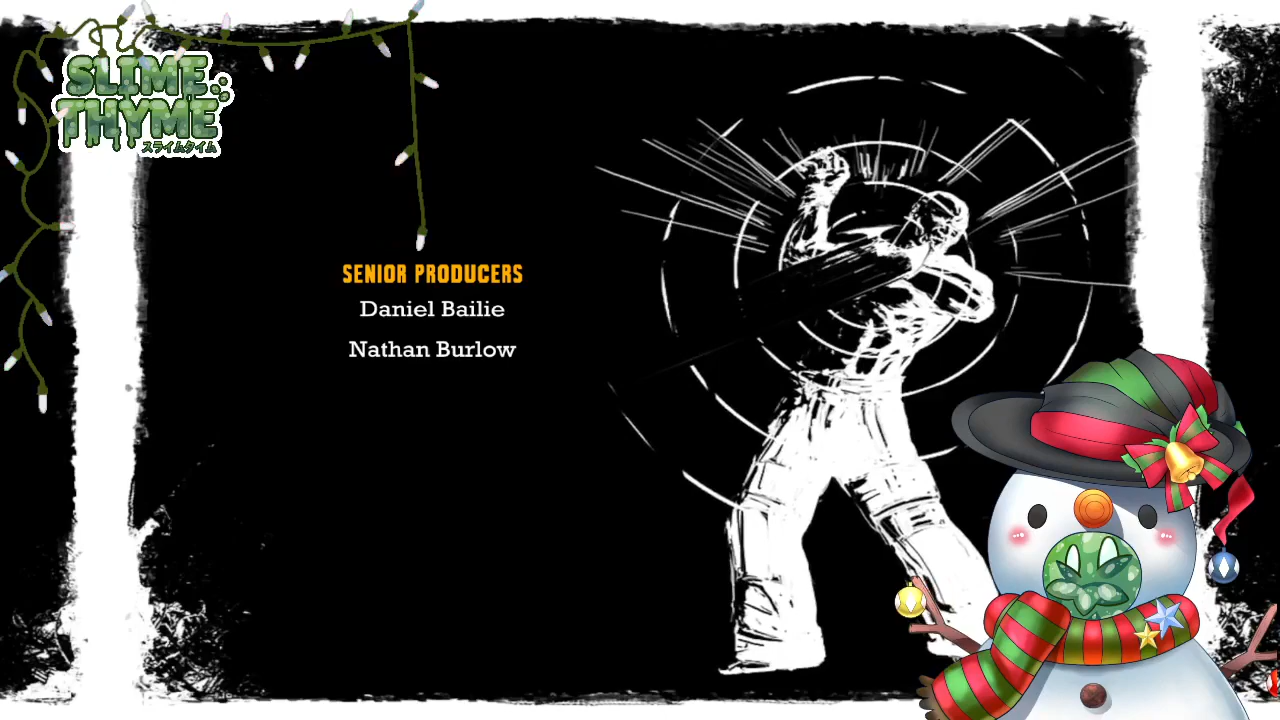 SLIME
THYME
スライムタイム
SENIOR PRODUCERS
Daniel Bailie
Nathan Burlow